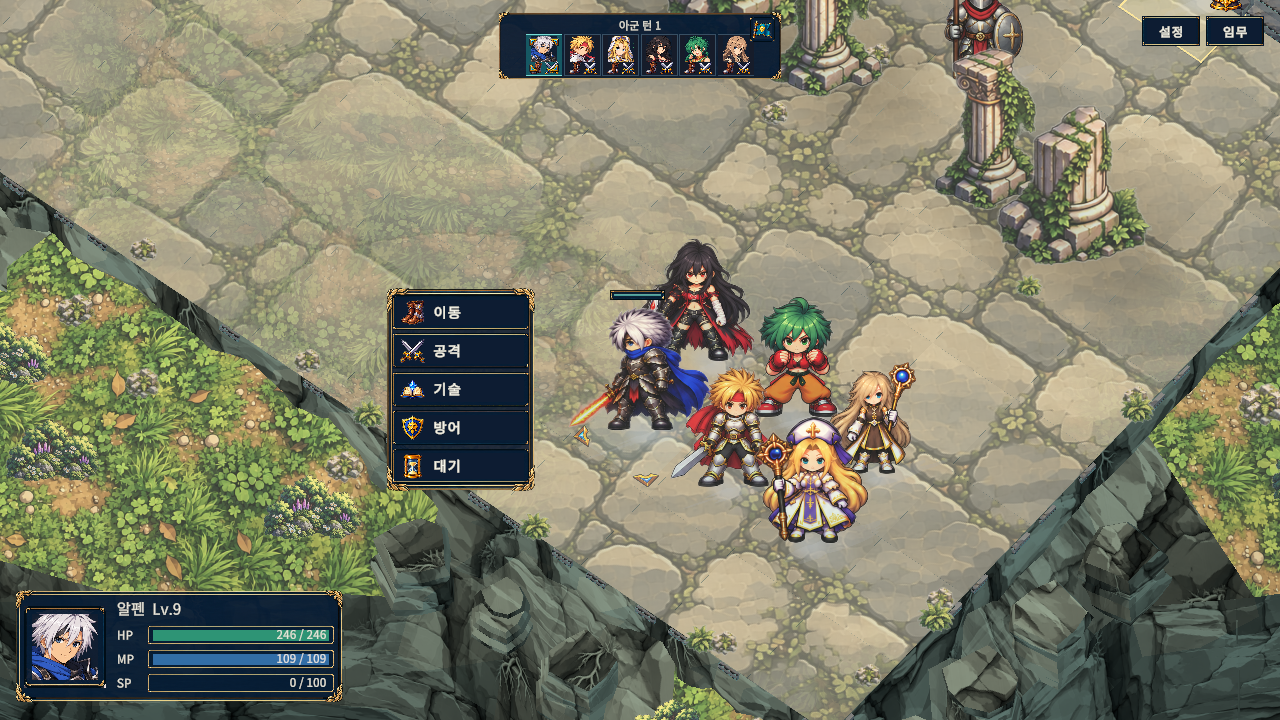 아군 턴 1
설정
임무
이동
공격
기술
방어
대기
알펜 Lv.9
HP 246 / 246
MP 109 / 109
SP 0 / 100